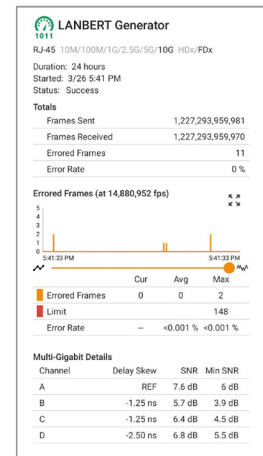 LANBERT Generator
1011
RJ-45 10M/100M/1G/2.5G/5G/10G HDx/FDx
Duration: 24 hours
Started: 3/26 5:41 PM
Status: Success
Totals
Frames Sent 1,227,293,959,981
Frames Received 1,227,293,959,970
Errored Frames 11
Error Rate 0 %
Errored Frames (at 14,880,952 fps)
5
4
3
2
1
0
5:41:33 PM 5:41:33 PM
Cur Avg Max
Errored Frames 0 0 2
Limit 148
Error Rate -- <0.001 % <0.001 %
Multi-Gigabit Details
Channel Delay Skew SNR Min SNR
A REF 7.6 dB 6 dB
B -1.25 ns 5.7 dB 3.9 dB
C -1.25 ns 6.4 dB 4.5 dB
D -2.50 ns 6.8 dB 5.5 dB